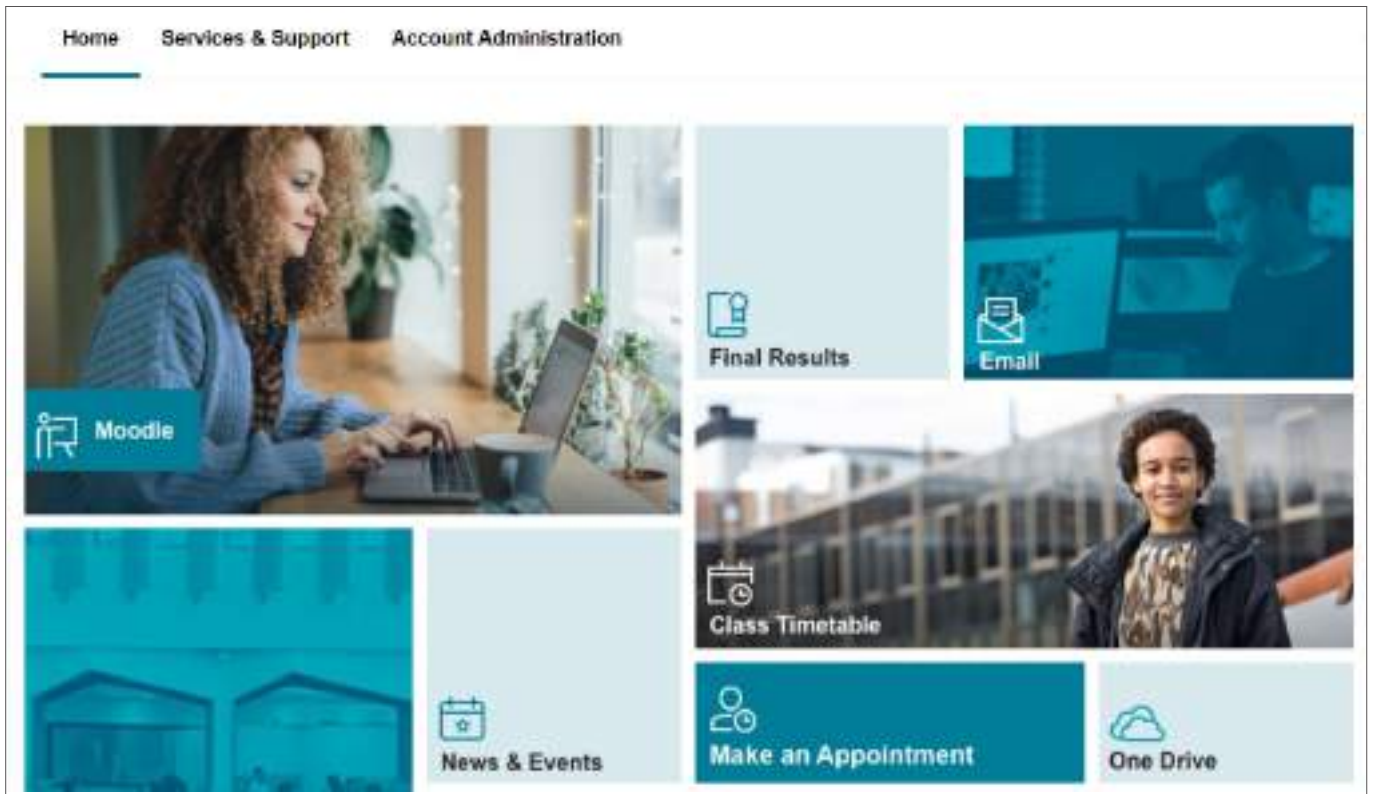 Home Services & Support Account Administration
Moodle
Final Results
Email
Class Timetable
News & Events
Make an Appointment
One Drive